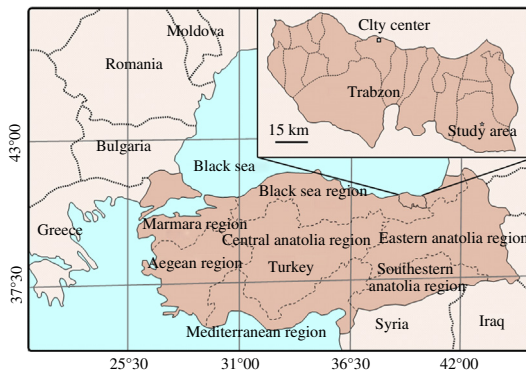 Moldova
Romania
Clty center
Trabzon
15 km
Study area
43°00
Bulgaria
Black sea
Black sea region
Greece
Marmara region
Central anatolia region
Eastern anatolia region
Aegean region
Turkey
Southestern
anatolia region
37°30
Mediterranean region
Syria
Iraq
25°30
31°00
36°30
42°00